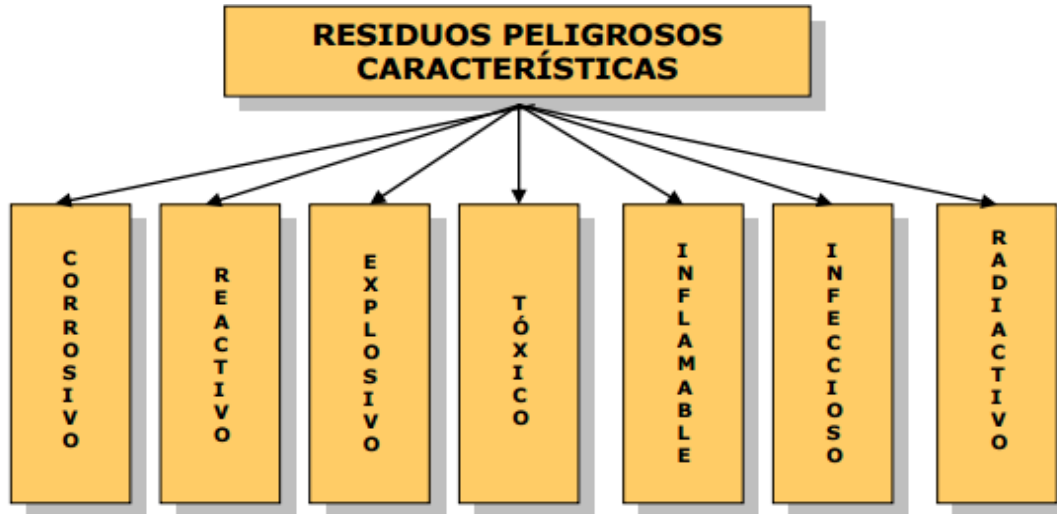 RESIDUOS PELIGROSOS
CARACTERÍSTICAS
CORROSIVO
REACTIVO
EXPLOSIVO
TÓXICO
INFLAMABLE
INFECCIOSO
RADIACTIVO